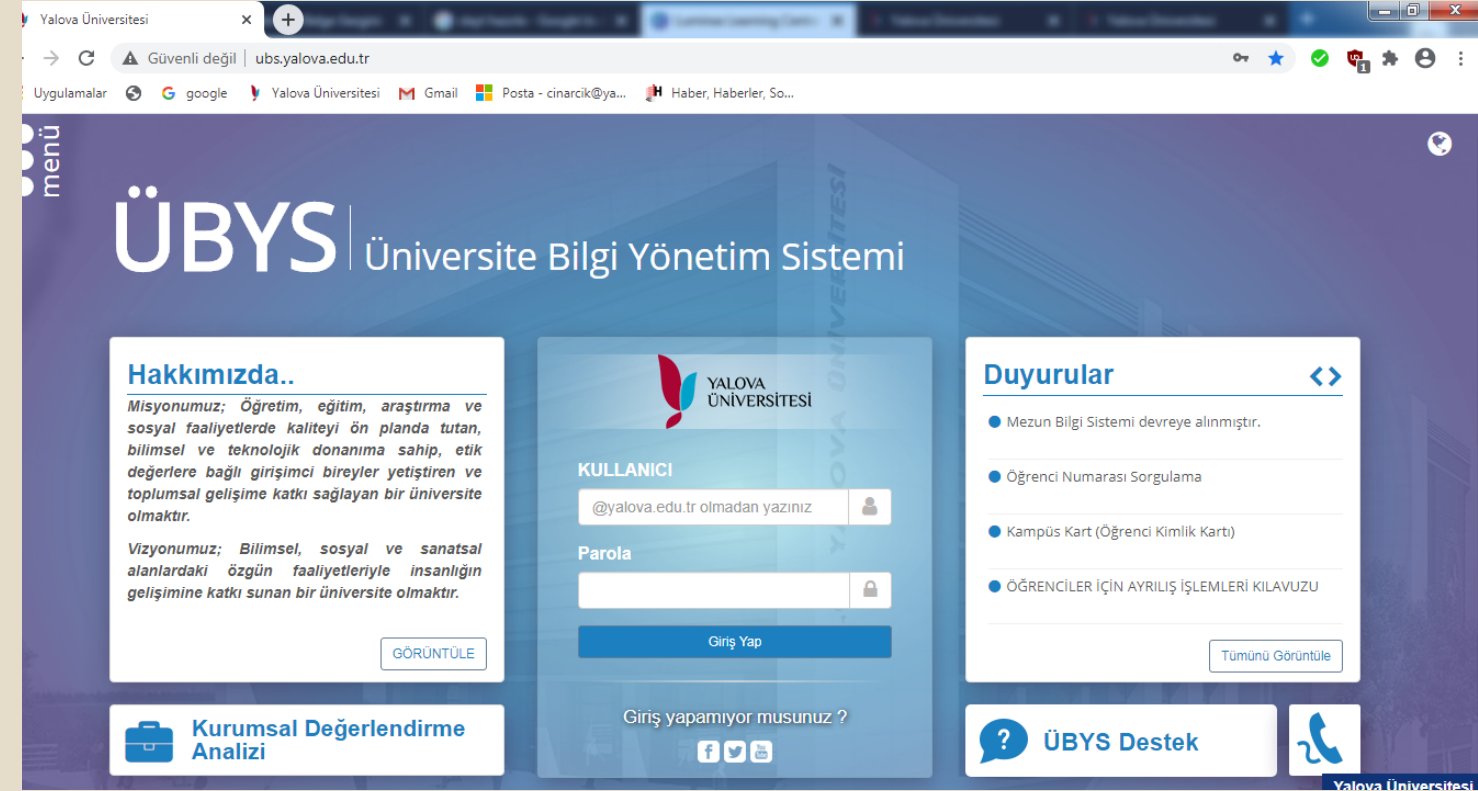 Yalova Üniversitesi
Güvenli değil | ubs.yalova.edu.tr
1
Uygulamalar
google
Yalova Üniversitesi
Gmail
Posta - cinarcik@ya...
Haber, Haberler, So...
menü
ÜBYS
Üniversite Bilgi Yönetim Sistemi
YALOVA ÜNİVERSİTESİ
Hakkımızda..
Misyonumuz; Öğretim, eğitim, araştırma ve
sosyal faaliyetlerde kaliteyi ön planda tutan,
bilimsel ve teknolojik donanıma sahip, etik
değerlere bağlı girişimci bireyler yetiştiren ve
toplumsal gelişime katkı sağlayan bir üniversite
olmaktır.
Vizyonumuz; Bilimsel, sosyal ve sanatsal
alanlardaki özgün faaliyetleriyle insanlığın
gelişimine katkı sunan bir üniversite olmaktır.
GÖRÜNTÜLE
Kurumsal Değerlendirme
Analizi
YALOVA
ÜNİVERSİTESİ
KULLANICI
@yalova.edu.tr olmadan yazınız
Parola
Giriş Yap
Giriş yapamıyor musunuz ?
Duyurular
Mezun Bilgi Sistemi devreye alınmıştır.
Öğrenci Numarası Sorgulama
Kampüs Kart (Öğrenci Kimlik Kartı)
ÖĞRENCİLER İÇİN AYRILIŞ İŞLEMLERİ KILAVUZU
Tümünü Görüntüle
ÜBYS Destek
Yalova Üniversitesi